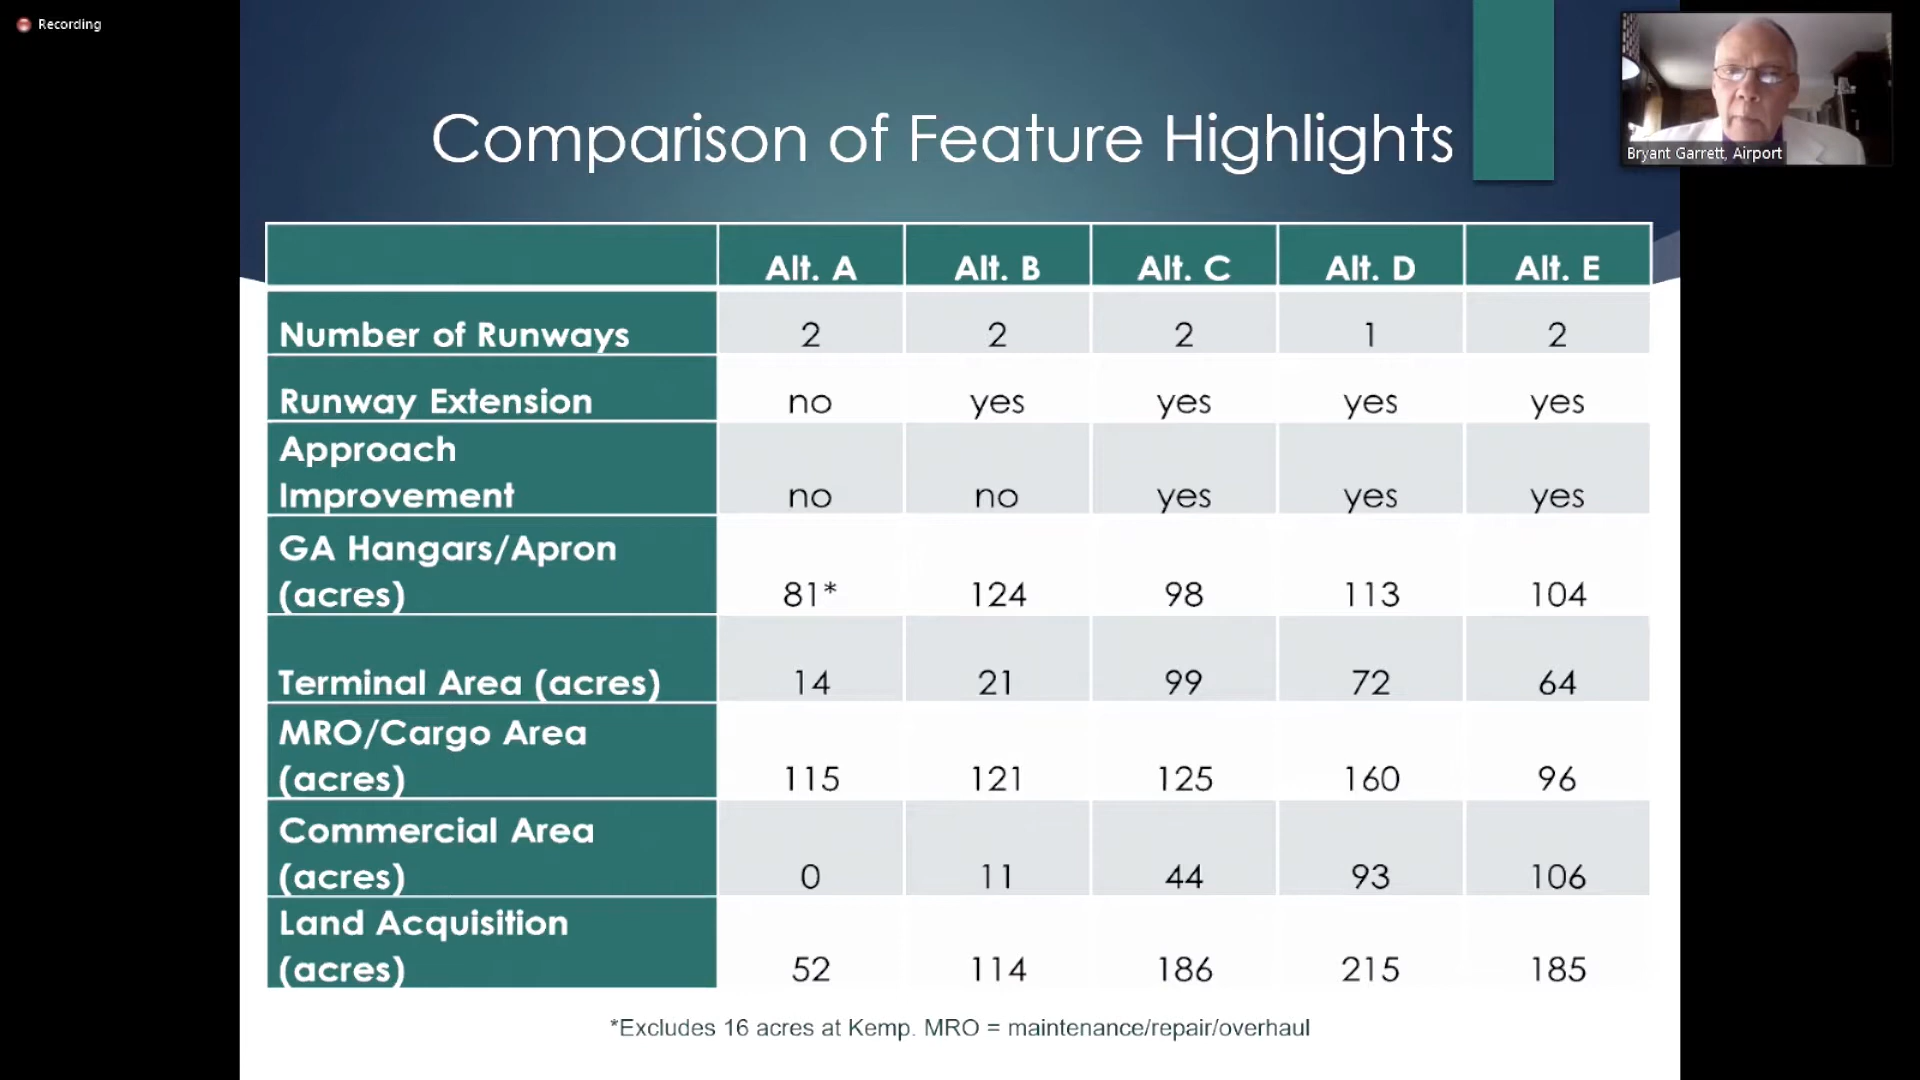 Recording
Comparison of Feature Highlights
Bryant Garrett, Airport
Alt. A Alt. B Alt. C Alt. D Alt. E
Number of Runways 2 2 2 1 2
Runway Extension no yes yes yes yes
Approach
Improvement no no yes yes yes
GA Hangars/Apron
(acres) 81* 124 98 113 104
Terminal Area (acres) 14 21 99 72 64
MRO/Cargo Area
(acres) 115 121 125 160 96
Commercial Area
(acres) 0 11 44 93 106
Land Acquisition
(acres) 52 114 186 215 185
*Excludes 16 acres at Kemp. MRO = maintenance/repair/overhaul